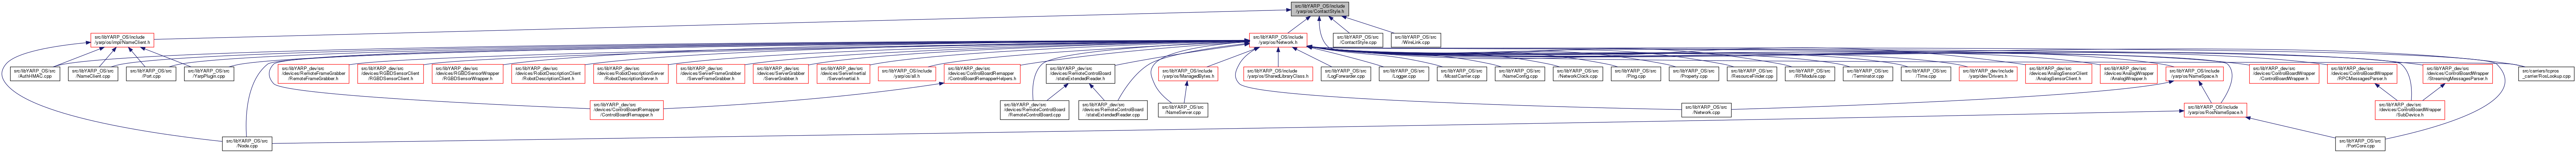 src/libYARP_OS/include
/yarp/os/ContactStyle.h
src/libYARP_OS/include
/yarp/os/impl/NameClient.h
src/libYARP_OS/include
/yarp/os/Network.h
src/libYARP_OS/src
/ContactStyle.cpp
src/libYARP_OS/src
/WireLink.cpp
src/libYARP_OS/src
/AuthHMAC.cpp
src/libYARP_OS/src
/NameClient.cpp
src/libYARP_OS/src
/Port.cpp
src/libYARP_OS/src
/YarpPlugin.cpp
src/libYARP_dev/src
/devices/RemoteFrameGrabber
/RemoteFrameGrabber.h
src/libYARP_dev/src
/devices/RGBDSensorClient
/RGBDSensorClient.h
src/libYARP_dev/src
/devices/RGBDSensorWrapper
/RGBDSensorWrapper.h
src/libYARP_dev/src
/devices/RobotDescriptionClient
/RobotDescriptionClient.h
src/libYARP_dev/src
/devices/RobotDescriptionServer
/RobotDescriptionServer.h
src/libYARP_dev/src
/devices/ServerFrameGrabber
/ServerFrameGrabber.h
src/libYARP_dev/src
/devices/ServerGrabber
/ServerGrabber.h
src/libYARP_dev/src
/devices/ServerInertial
/ServerInertial.h
src/libYARP_OS/include
/yarp/os/all.h
src/libYARP_dev/src
/devices/ControlBoardRemapper
/ControlBoardRemapperHelpers.h
src/libYARP_dev/src
/devices/RemoteControlBoard
/stateExtendedReader.h
src/libYARP_OS/include
/yarp/os/ManagedBytes.h
src/libYARP_OS/include
/yarp/os/SharedLibraryClass.h
src/libYARP_OS/src
/LogForwarder.cpp
src/libYARP_OS/src
/Logger.cpp
src/libYARP_OS/src
/McastCarrier.cpp
src/libYARP_OS/src
/NameConfig.cpp
src/libYARP_OS/src
/NetworkClock.cpp
src/libYARP_OS/src
/Ping.cpp
src/libYARP_OS/src
/Property.cpp
src/libYARP_OS/src
/ResourceFinder.cpp
src/libYARP_OS/src
/RFModule.cpp
src/libYARP_OS/src
/Terminator.cpp
src/libYARP_OS/src
/Time.cpp
src/libYARP_dev/include
/yarp/dev/Drivers.h
src/libYARP_dev/src
/devices/AnalogSensorClient
/AnalogSensorClient.h
src/libYARP_dev/src
/devices/AnalogWrapper
/AnalogWrapper.h
src/libYARP_OS/include
/yarp/os/NameSpace.h
src/libYARP_dev/src
/devices/ControlBoardWrapper
/ControlBoardWrapper.h
src/libYARP_dev/src
/devices/ControlBoardWrapper
/RPCMessagesParser.h
src/libYARP_dev/src
/devices/ControlBoardWrapper
/StreamingMessagesParser.h
src/carriers/tcpros
_carrier/RosLookup.cpp
src/libYARP_dev/src
/devices/ControlBoardRemapper
/ControlBoardRemapper.h
src/libYARP_dev/src
/devices/RemoteControlBoard
/RemoteControlBoard.cpp
src/libYARP_dev/src
/devices/RemoteControlBoard
/stateExtendedReader.cpp
src/libYARP_OS/src
/NameServer.cpp
src/libYARP_OS/src
/Network.cpp
src/libYARP_OS/include
/yarp/os/RosNameSpace.h
src/libYARP_dev/src
/devices/ControlBoardWrapper
/SubDevice.h
src/libYARP_OS/src
/Node.cpp
src/libYARP_OS/src
/PortCore.cpp